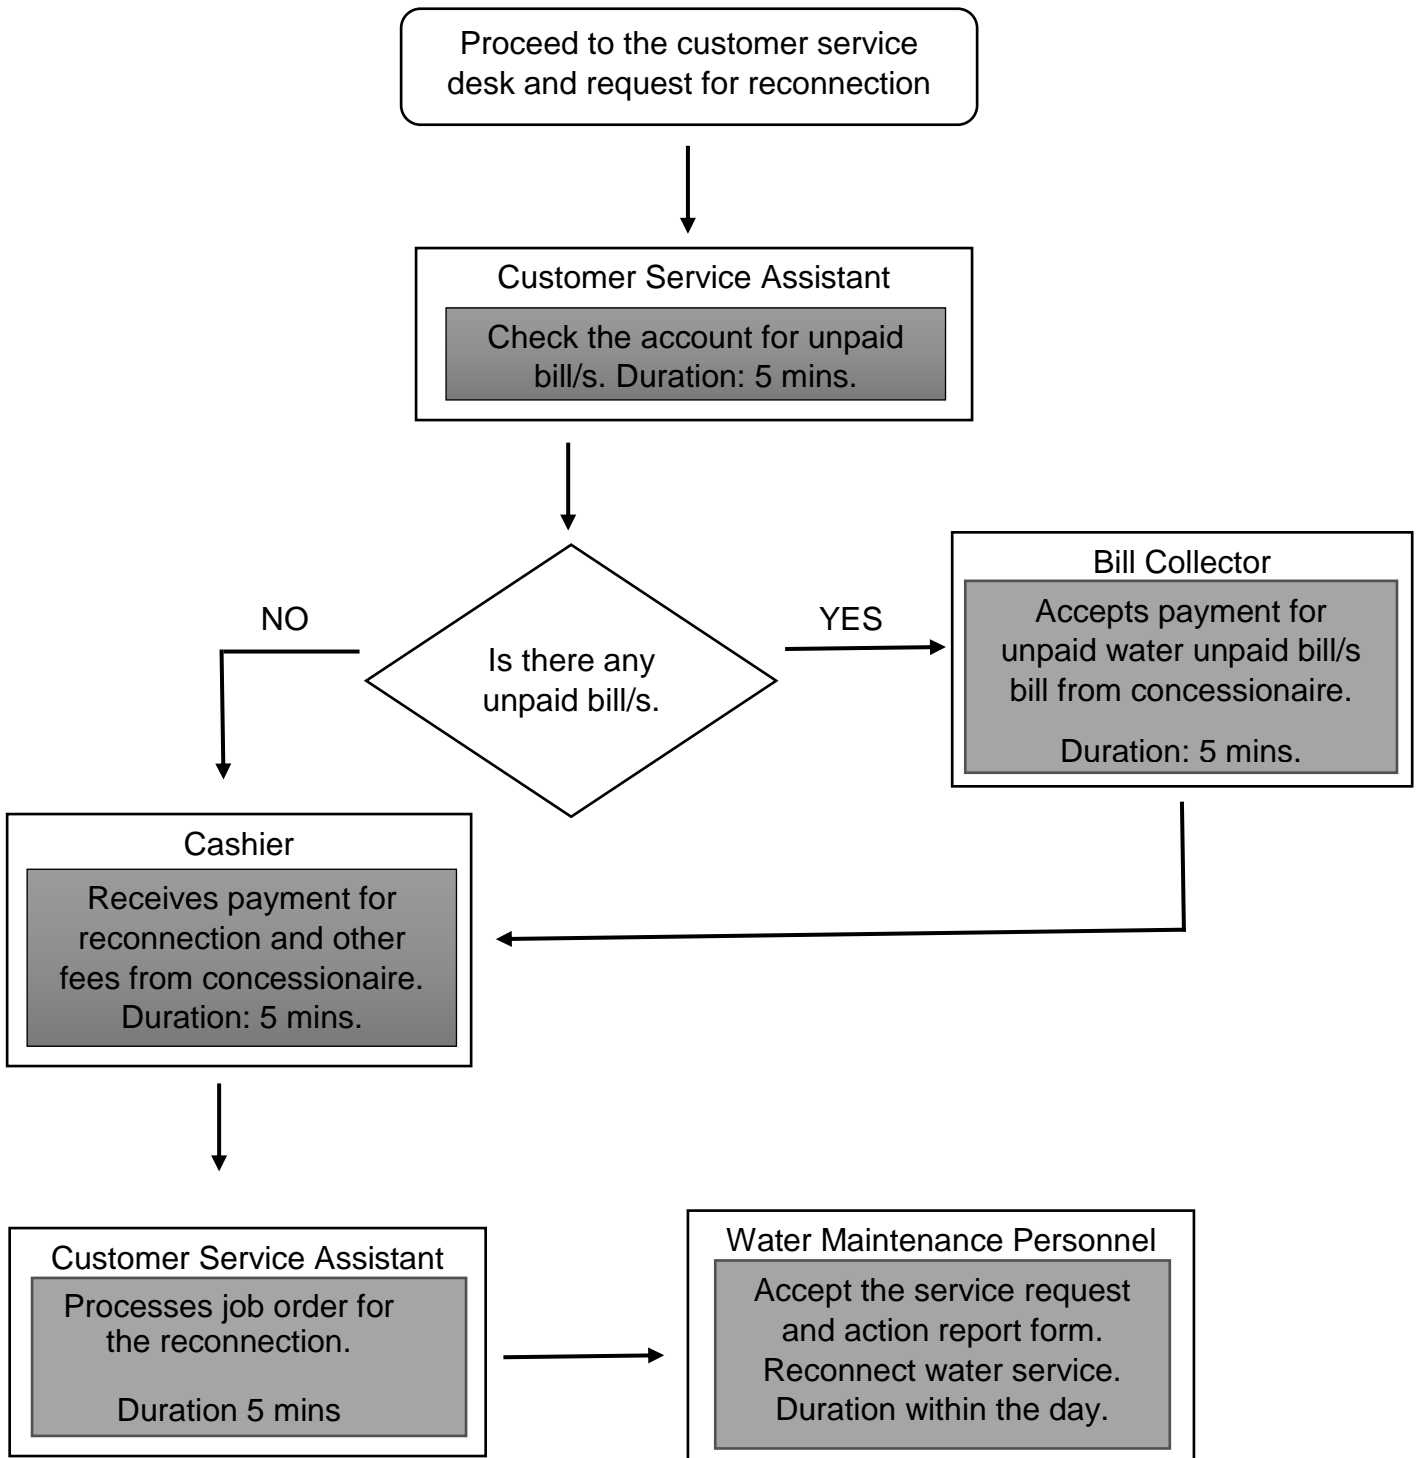 Proceed to the customer service
desk and request for reconnection
Customer Service Assistant
Check the account for unpaid
bill/s. Duration: 5 mins.
NO
Is there any
unpaid bill/s.
YES
Bill Collector
Accepts payment for
unpaid water unpaid bill/s
bill from concessionaire.
Duration: 5 mins.
Cashier
Receives payment for
reconnection and other
fees from concessionaire.
Duration: 5 mins.
Customer Service Assistant
Processes job order for
the reconnection.
Duration 5 mins
Water Maintenance Personnel
Accept the service request
and action report form.
Reconnect water service.
Duration within the day.